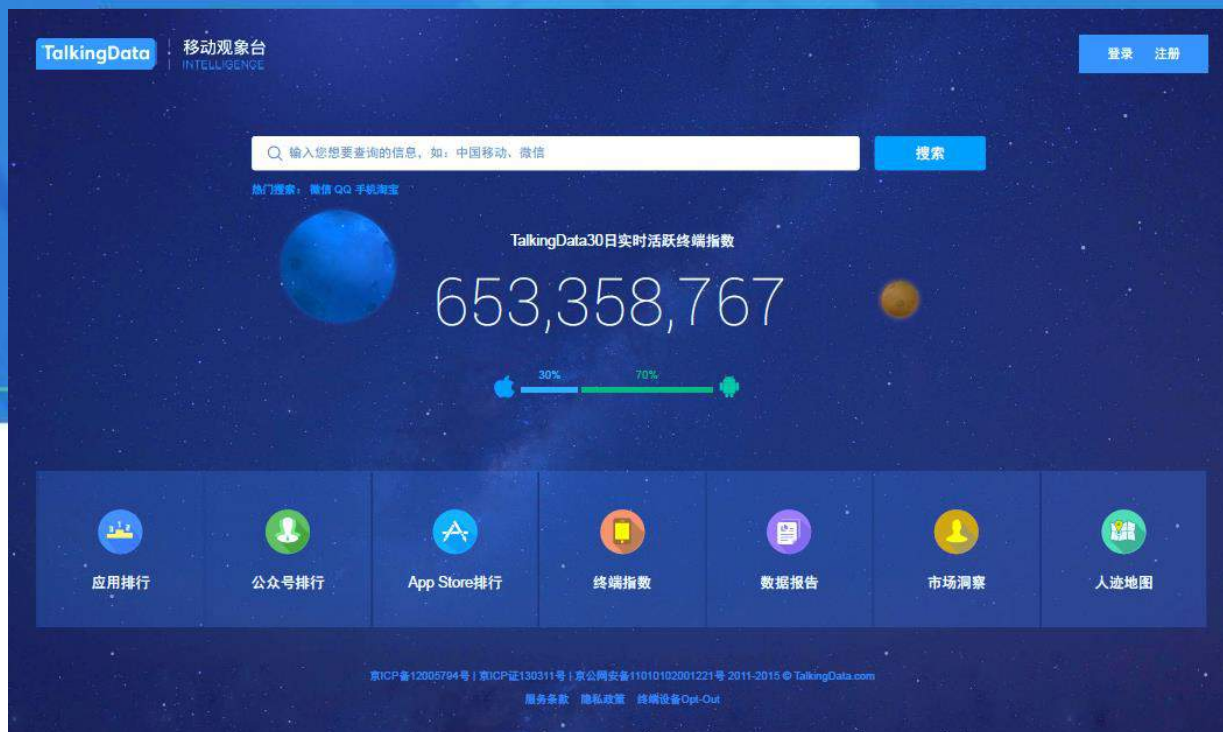 TalkingData
移动观象台
INTELLIGENCE
登录 注册
输入您想要查询的信息，如：中国移动、微信
搜索
热门搜索： 微信 QQ 手机淘宝
TalkingData30日实时活跃终端指数
653,358,767
30% 70%
应用排行 公众号排行 App Store排行 终端指数 数据报告 市场洞察 人迹地图
京ICP备12005794号 | 京ICP证130311号 | 京公网安备11010102001221号 2011-2015 © TalkingData.com
服务条款 隐私政策 终端设备Opt-Out